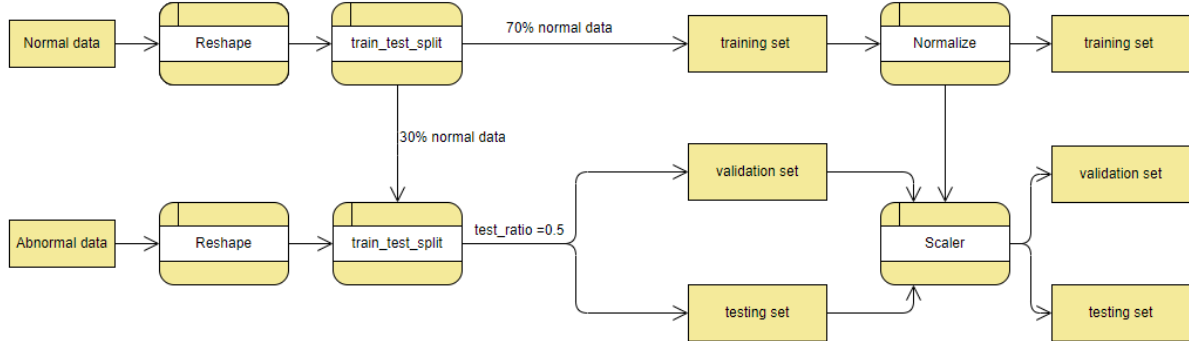 Normal data
Reshape
train_test_split
70% normal data
training set
Normalize
training set
30% normal data
validation set
validation set
Abnormal data
Reshape
train_test_split
test_ratio =0.5
Scaler
testing set
testing set